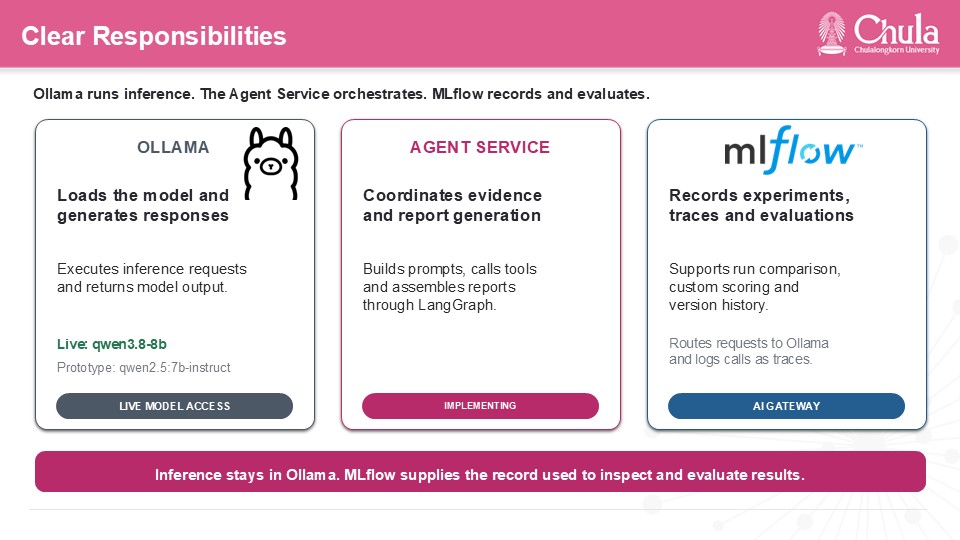 Clear Responsibilities
Chula
Chulalongkorn University
Ollama runs inference. The Agent Service orchestrates. MLflow records and evaluates.
OLLAMA
Loads the model and
generates responses
Executes inference requests
and returns model output.
Live: qwen3.8-8b
Prototype: qwen2.5:7b-instruct
LIVE MODEL ACCESS
AGENT SERVICE
Coordinates evidence
and report generation
Builds prompts, calls tools
and assembles reports
through LangGraph.
IMPLEMENTING
mlflow™
Records experiments,
traces and evaluations
Supports run comparison,
custom scoring and
version history.
Routes requests to Ollama
and logs calls as traces.
AI GATEWAY
Inference stays in Ollama. MLflow supplies the record used to inspect and evaluate results.